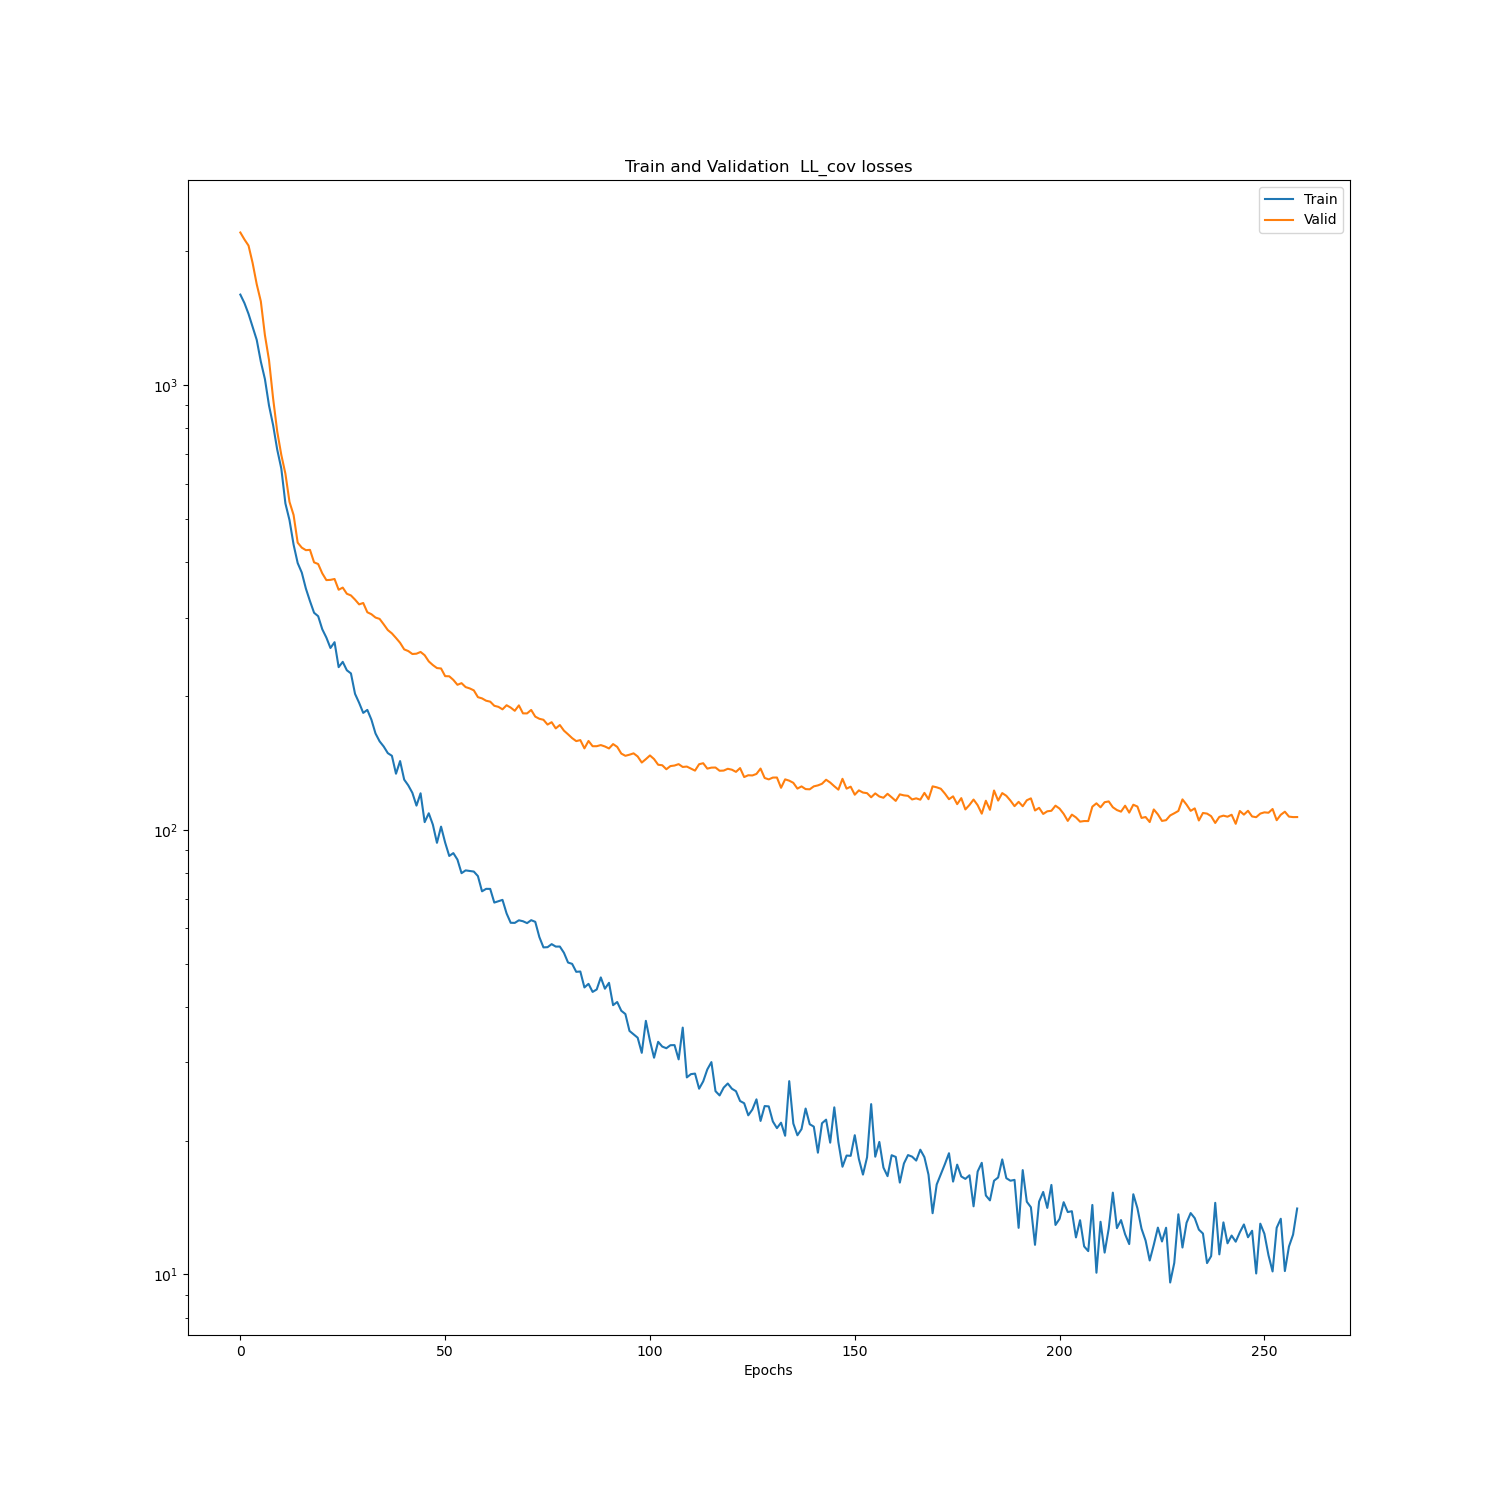 Train and Validation  LL_cov losses
Train
Valid
10³
10²
10¹
0 50 100 150 200 250
Epochs